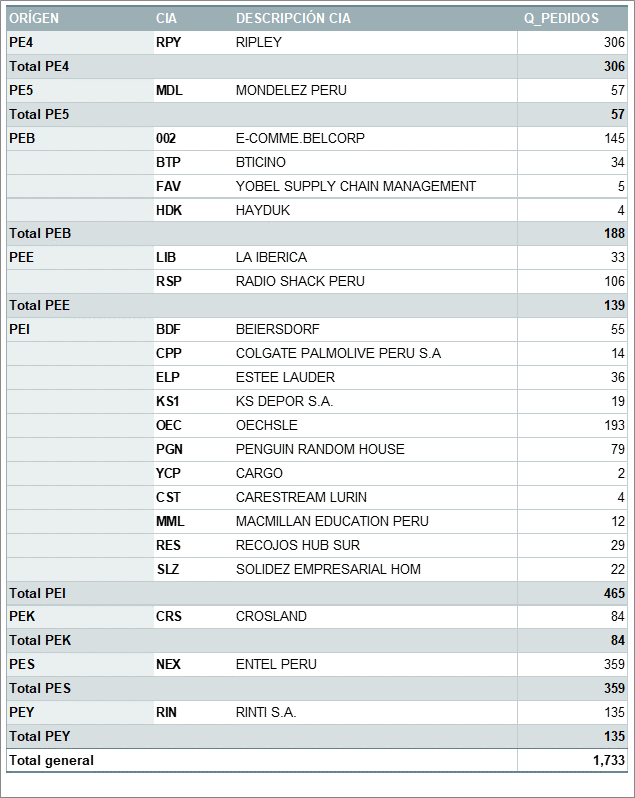 ORÍGEN CIA DESCRIPCIÓN CIA Q_PEDIDOS
PE4 RPY RIPLEY 306
Total PE4 306
PE5 MDL MONDELEZ PERU 57
Total PE5 57
PEB 002 E-COMME.BELCORP 145
BTP BTICINO 34
FAV YOBEL SUPPLY CHAIN MANAGEMENT 5
HDK HAYDUK 4
Total PEB 188
PEE LIB LA IBERICA 33
RSP RADIO SHACK PERU 106
Total PEE 139
PEI BDF BEIERSDORF 55
CPP COLGATE PALMOLIVE PERU S.A 14
ELP ESTEE LAUDER 36
KS1 KS DEPOR S.A. 19
OEC OECHSLE 193
PGN PENGUIN RANDOM HOUSE 79
YCP CARGO 2
CST CARESTREAM LURIN 4
MML MACMILLAN EDUCATION PERU 12
RES RECOJOS HUB SUR 29
SLZ SOLIDEZ EMPRESARIAL HOM 22
Total PEI 465
PEK CRS CROSLAND 84
Total PEK 84
PES NEX ENTEL PERU 359
Total PES 359
PEY RIN RINTI S.A. 135
Total PEY 135
Total general 1,733